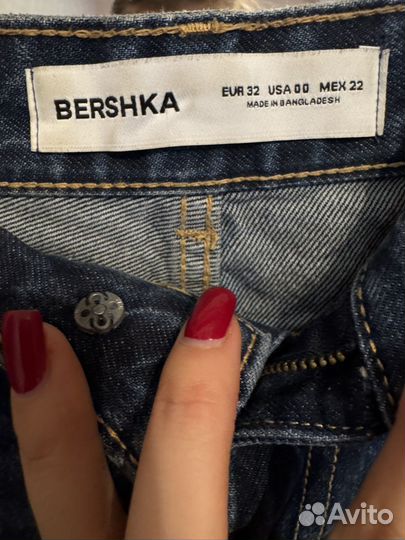 BERSHKA
EUR 32 USA 00 MEX 22
MADE IN BANGLADESH
Avito